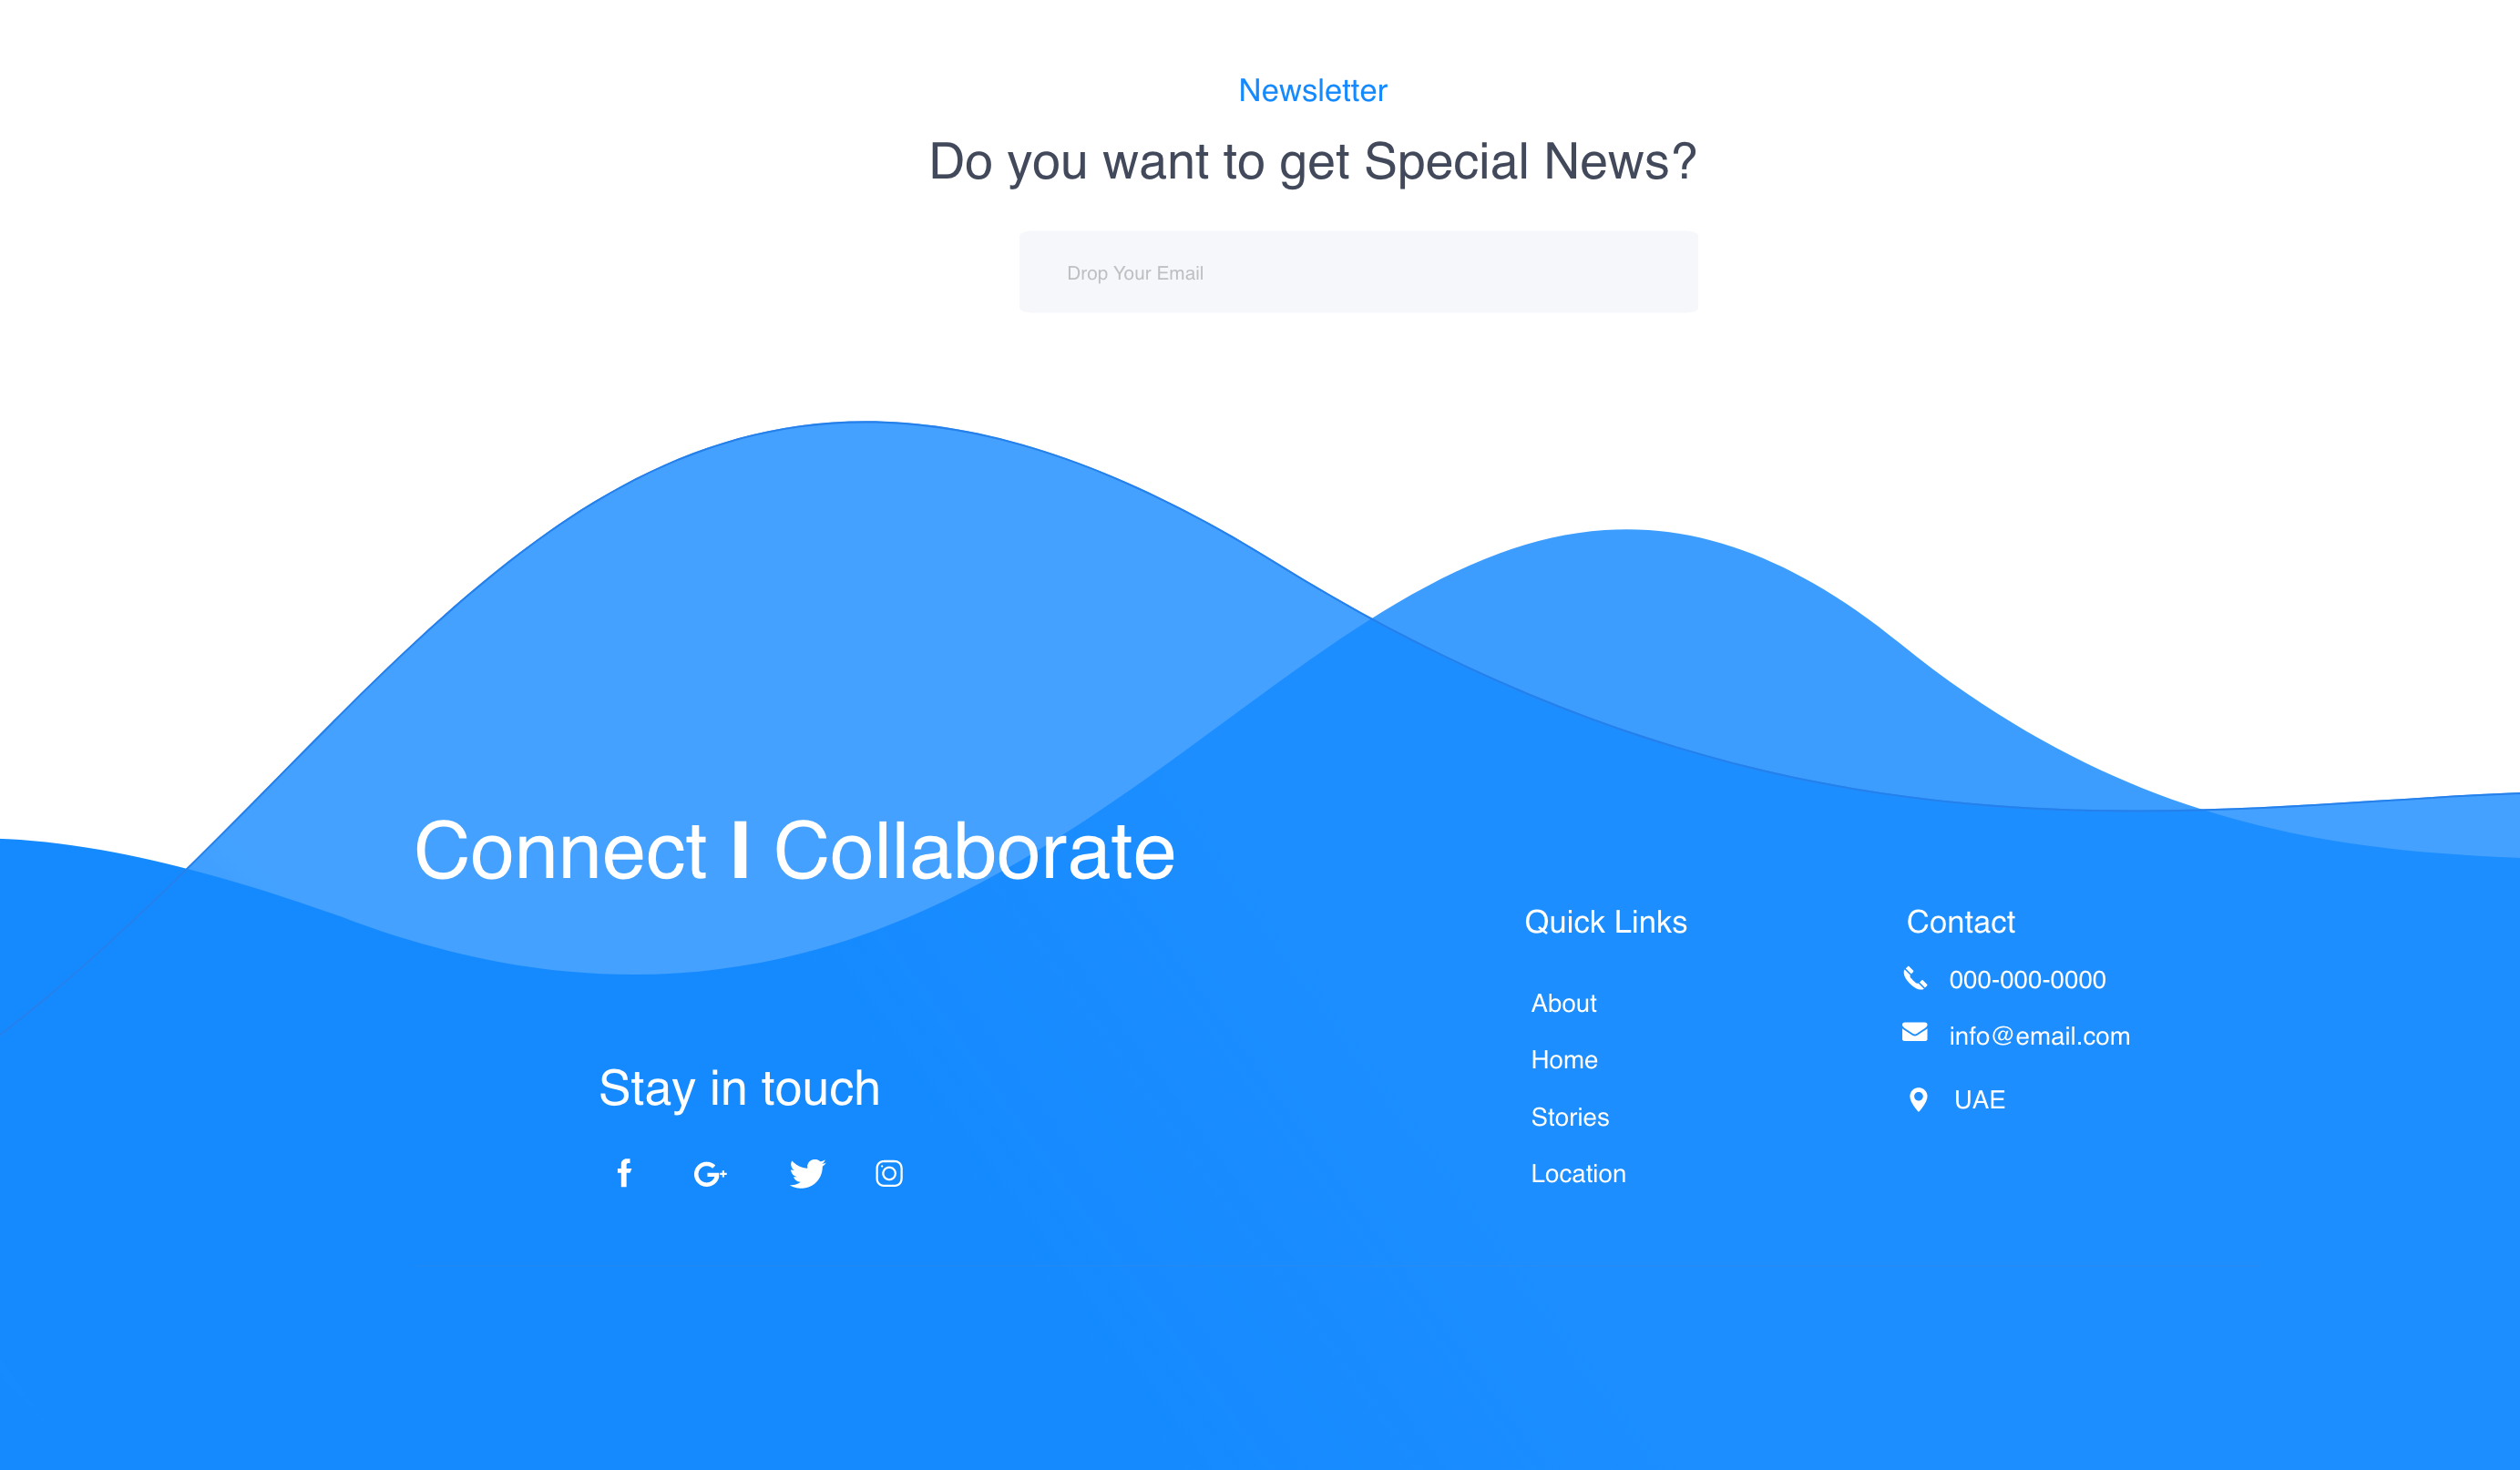 Newsletter
Do you want to get Special News?
Drop Your Email
Connect I Collaborate
Stay in touch
Quick Links
About
Home
Stories
Location
Contact
000-000-0000
info@email.com
UAE